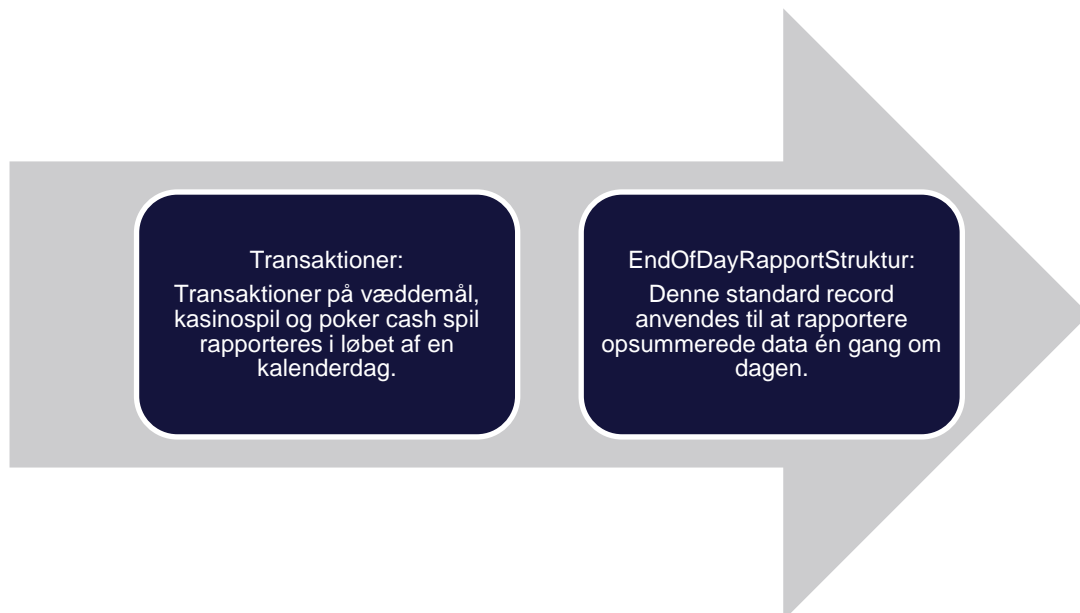 Transaktioner:
Transaktioner på væddemål,
kasinospil og poker cash spil
rapporteres i løbet af en
kalenderdag.
EndOfDayRapportStruktur:
Denne standard record
anvendes til at rapportere
opsummerede data én gang om
dagen.